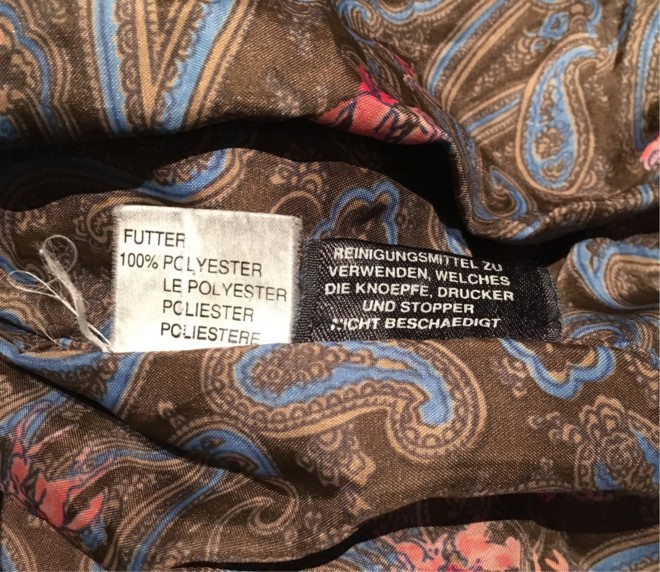 FUTTER
100% POLYESTER
LE POLYESTER
POLIESTER
POLIESTERE
REINIGUNGSMITTEL ZU
VERWENDEN, WELCHES
DIE KNOEPFE, DRUCKER
UND STOPPER
NICHT BESCHAEDIGT